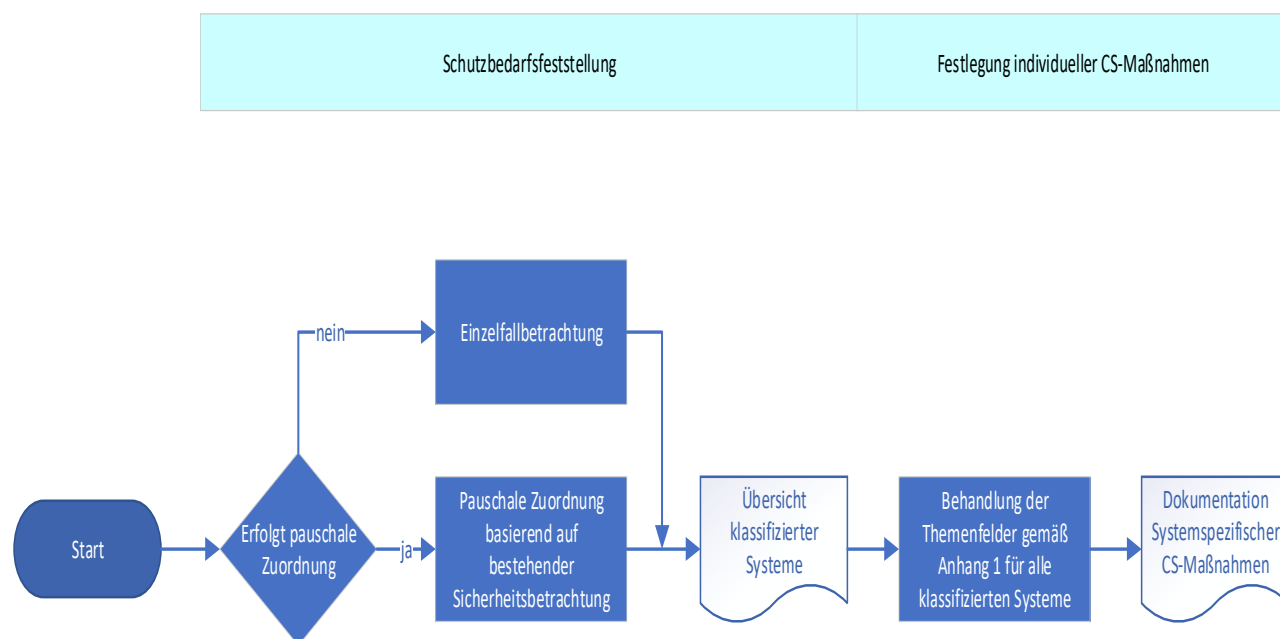 Schutzbedarfsfeststellung
Festlegung individueller CS-Maßnahmen
nein
Einzelfallbetrachtung
Start
Erfolgt pauschale
Zuordnung
ja
Pauschale Zuordnung
basierend auf
bestehender
Sicherheitsbetrachtung
Übersicht
klassifizierter
Systeme
Behandlung der
Themenfelder gemäß
Anhang 1 für alle
klassifizierten Systeme
Dokumentation
Systemspezifischer
CS-Maßnahmen